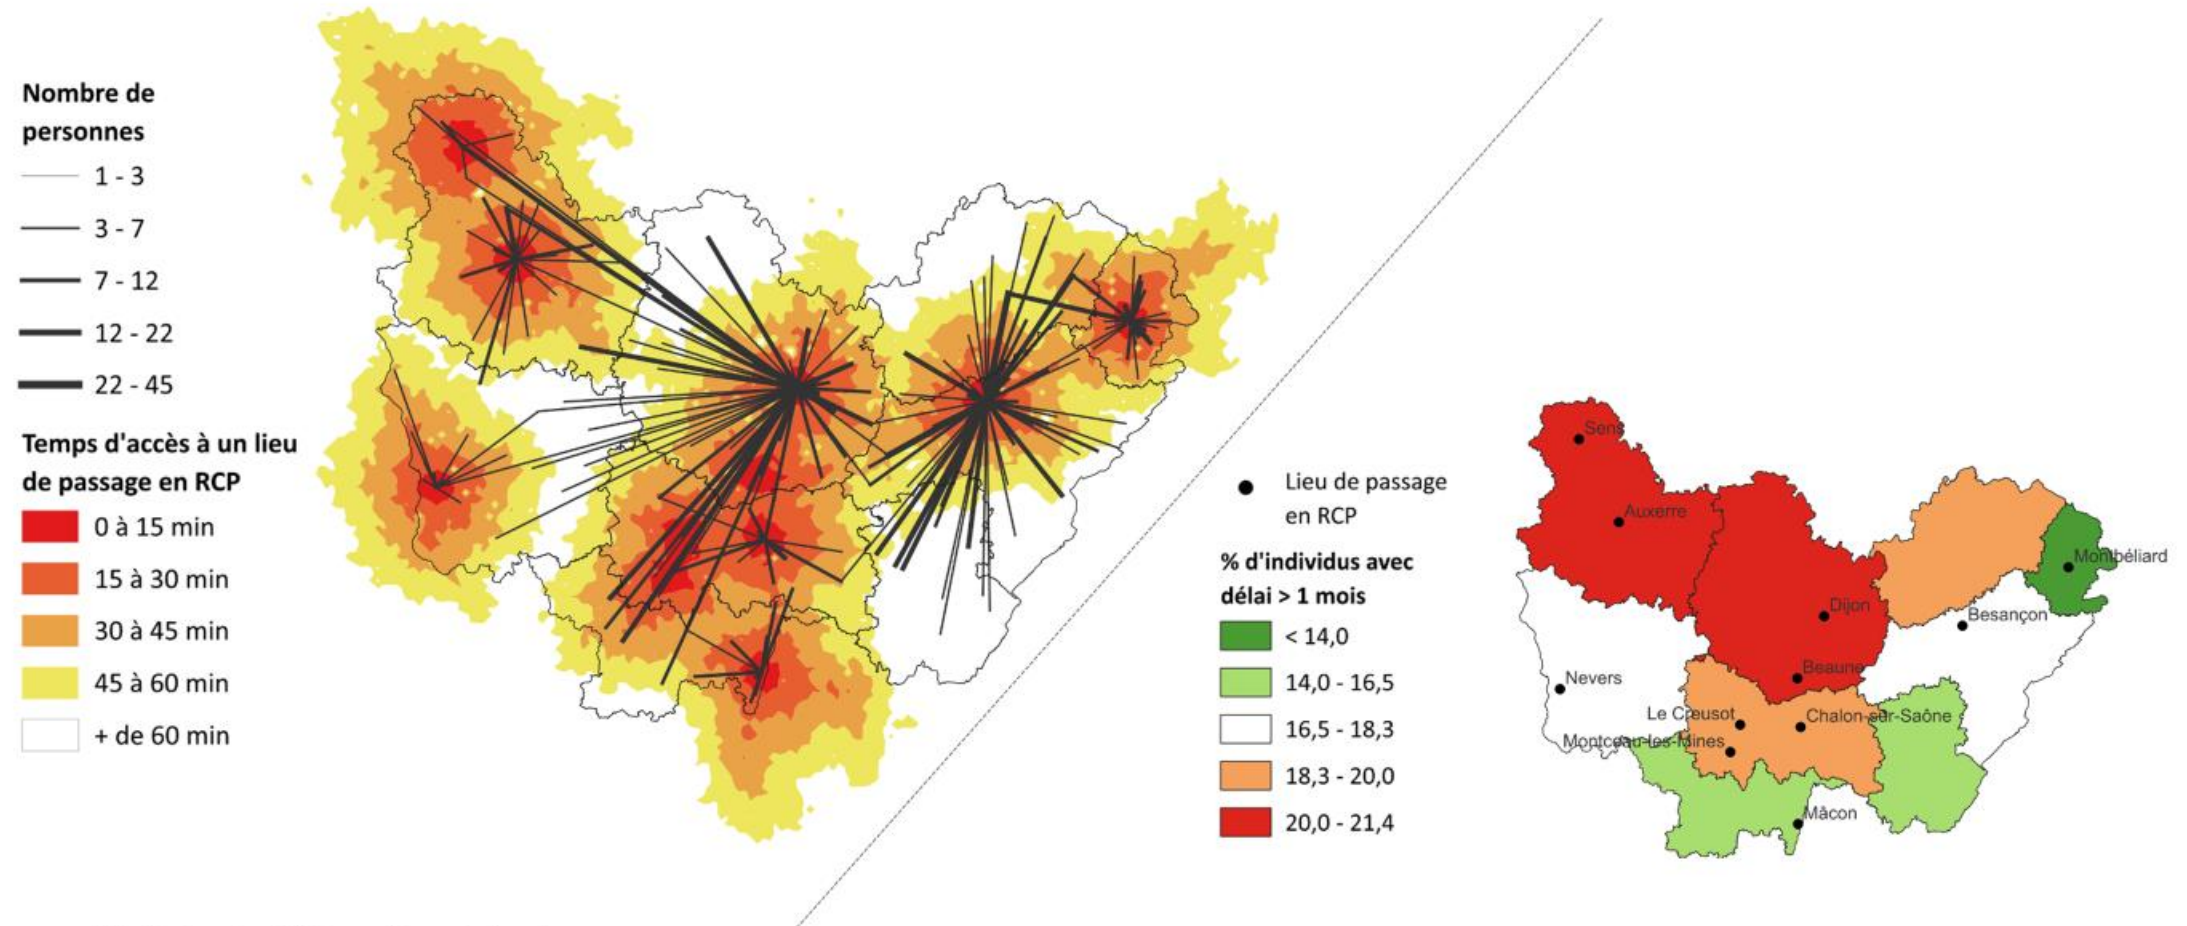 Nombre de
personnes
1 - 3
3 - 7
7 - 12
12 - 22
22 - 45
Temps d'accès à un lieu
de passage en RCP
0 à 15 min
15 à 30 min
30 à 45 min
45 à 60 min
+ de 60 min
Lieu de passage
en RCP
% d'individus avec
délai > 1 mois
< 14,0
14,0 - 16,5
16,5 - 18,3
18,3 - 20,0
20,0 - 21,4
Sens
Auxerre
Montbéliard
Dijon
Besançon
Beaune
Nevers
Le Creusot
Chalon-sur-Saône
Montceau-les-Mines
Mâcon